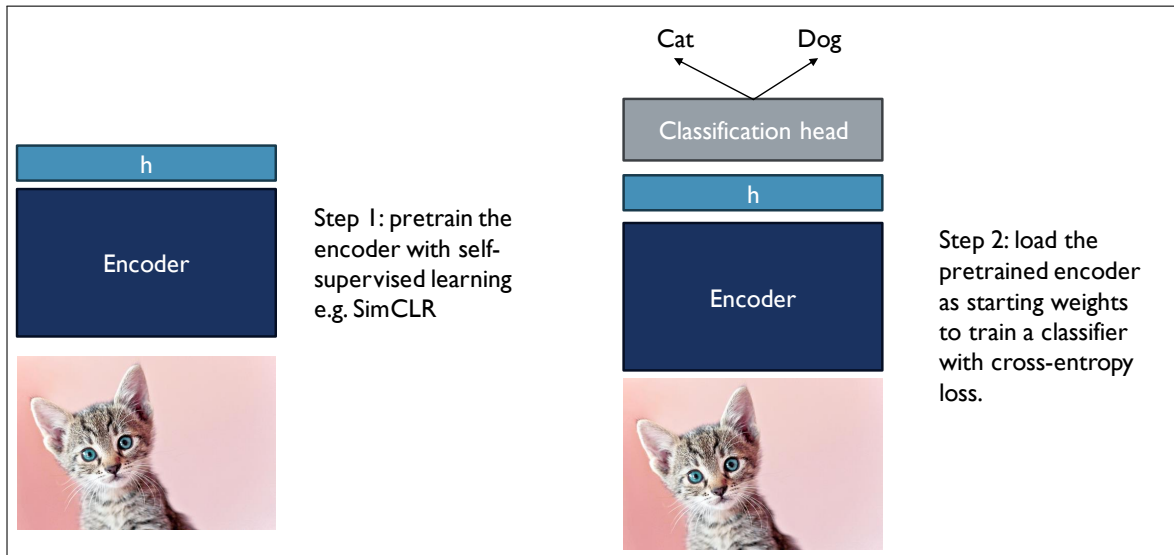 h
Encoder
Step 1: pretrain the
encoder with self-
supervised learning
e.g. SimCLR
Cat Dog
Classification head
h
Encoder
Step 2: load the
pretrained encoder
as starting weights
to train a classifier
with cross-entropy
loss.